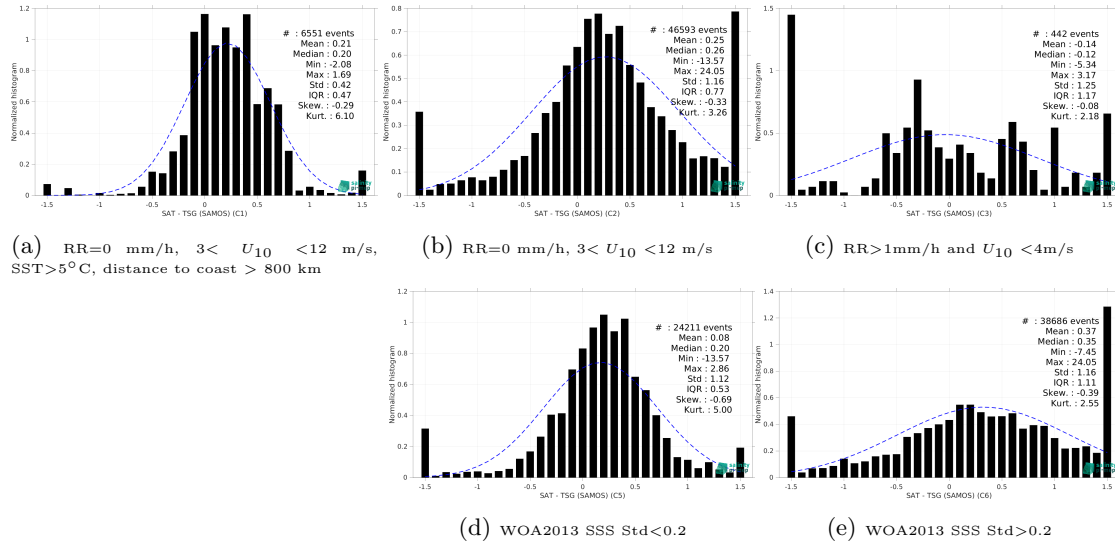 1.2
1
0.8
0.6
0.4
0.2
0
Normalized histogram
# : 6551 events
Mean : 0.21
Median : 0.20
Min : -2.08
Max : 1.69
Std : 0.42
IQR : 0.47
Skew. : -0.29
Kurt. : 6.10
-1.5 -1 -0.5 0 0.5 1 1.5
SAT - TSG (SAMOS) (C1)
(a) RR=0 mm/h, 3< U10 <12 m/s,
SST>5°C, distance to coast > 800 km
0.8
0.7
0.6
0.5
0.4
0.3
0.2
0.1
0
Normalized histogram
# : 46593 events
Mean : 0.25
Median : 0.26
Min : -13.57
Max : 24.05
Std : 1.16
IQR : 0.77
Skew. : -0.33
Kurt. : 3.26
-1.5 -1 -0.5 0 0.5 1 1.5
SAT - TSG (SAMOS) (C2)
(b) RR=0 mm/h, 3< U10 <12 m/s
1.5
1
0.5
0
Normalized histogram
# : 442 events
Mean : -0.14
Median : -0.12
Min : -5.34
Max : 3.17
Std : 1.25
IQR : 1.17
Skew. : -0.08
Kurt. : 2.18
-1.5 -1 -0.5 0 0.5 1 1.5
SAT - TSG (SAMOS) (C3)
(c) RR>1mm/h and U10 <4m/s
1.2
1
0.8
0.6
0.4
0.2
0
Normalized histogram
# : 24211 events
Mean : 0.08
Median : 0.20
Min : -13.57
Max : 2.86
Std : 1.12
IQR : 0.53
Skew. : -0.69
Kurt. : 5.00
-1.5 -1 -0.5 0 0.5 1 1.5
SAT - TSG (SAMOS) (C5)
(d) WOA2013 SSS Std<0.2
1.4
1.2
1
0.8
0.6
0.4
0.2
0
Normalized histogram
# : 38686 events
Mean : 0.37
Median : 0.35
Min : -7.45
Max : 24.05
Std : 1.16
IQR : 1.11
Skew. : -0.39
Kurt. : 2.55
-1.5 -1 -0.5 0 0.5 1 1.5
SAT - TSG (SAMOS) (C6)
(e) WOA2013 SSS Std>0.2